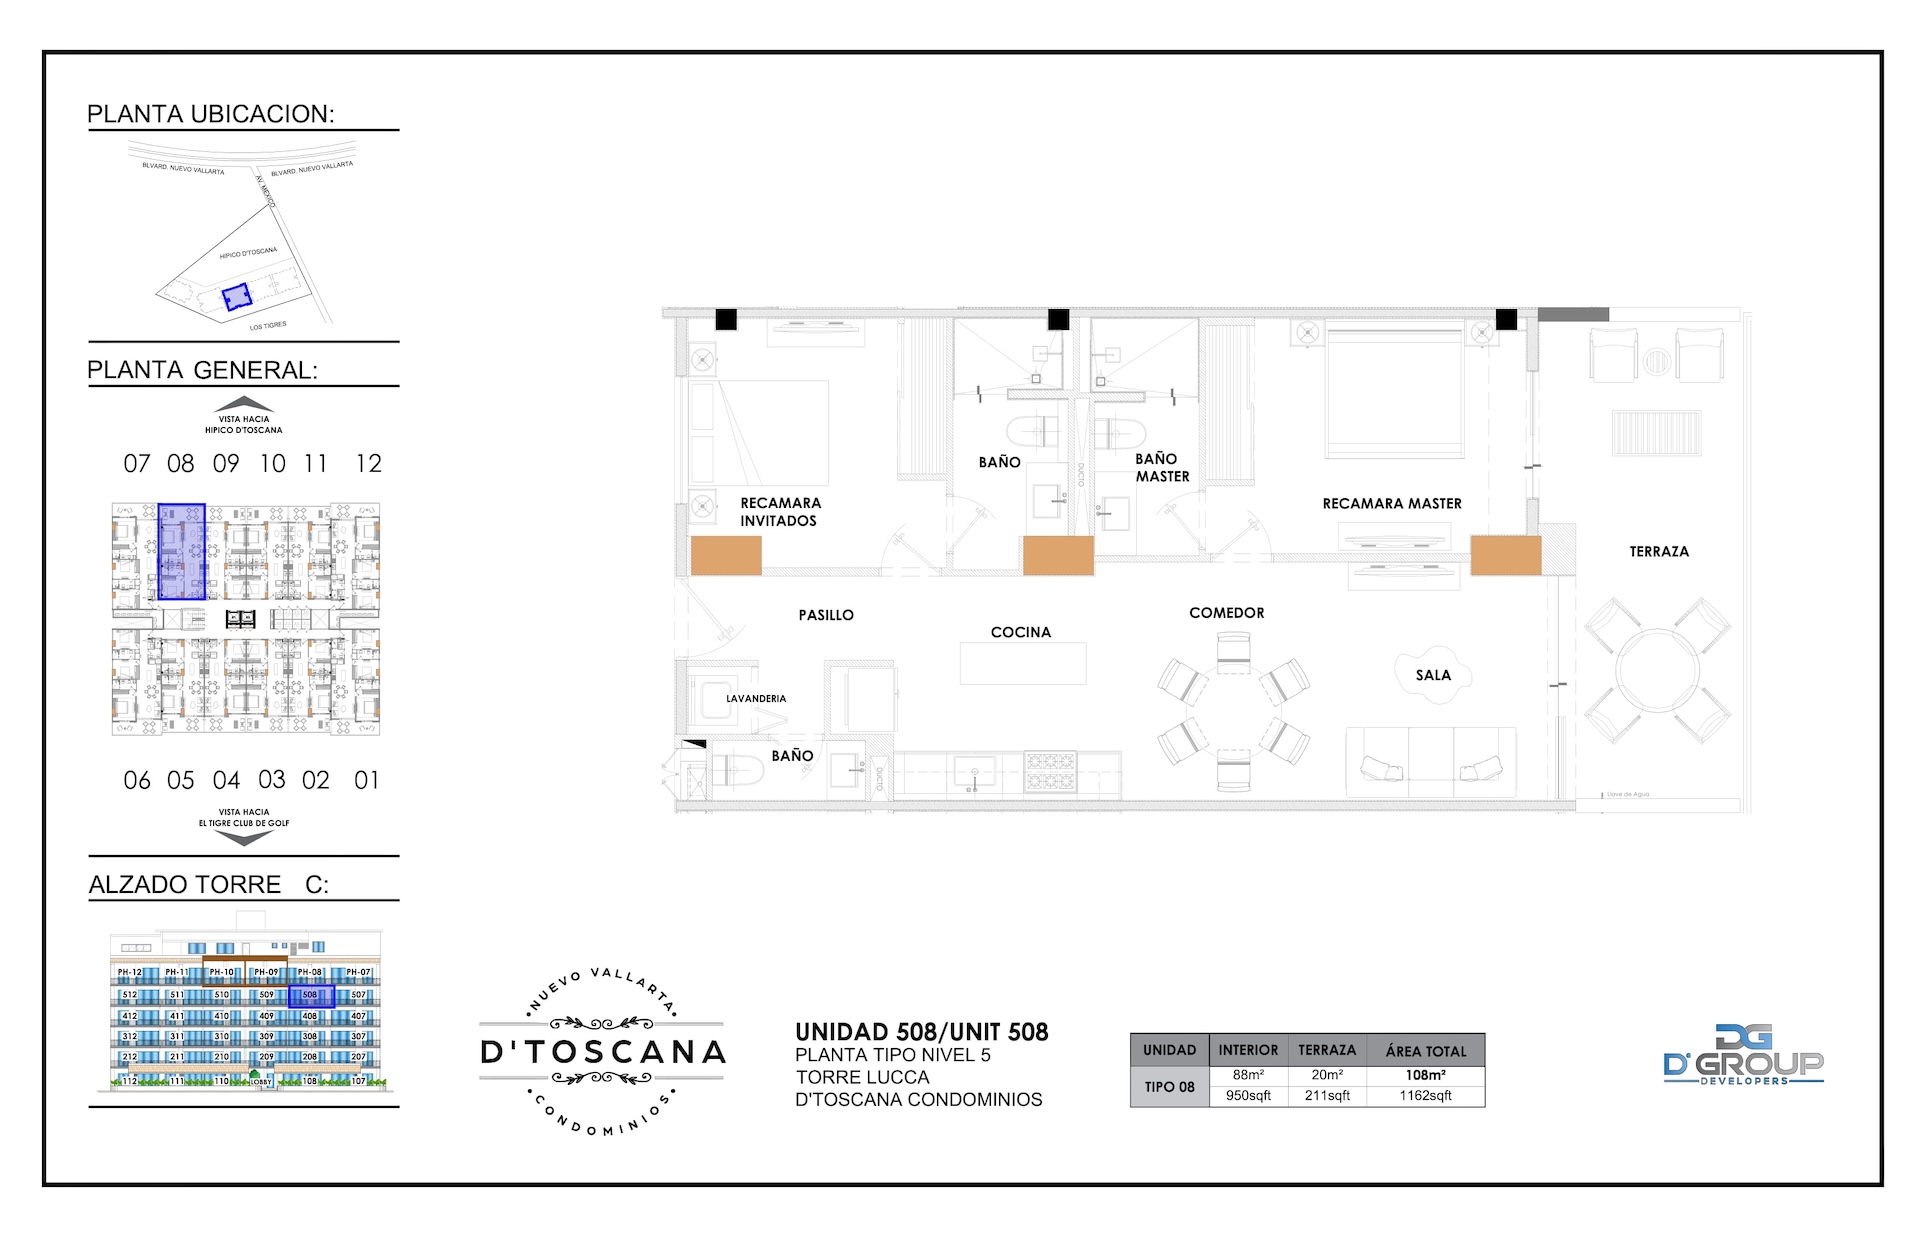 PLANTA UBICACION:
BLVARD. NUEVO VALLARTA
BLVARD. NUEVO VALLARTA
AV. MEXICO
HIPICO D'TOSCANA
LOS TIGRES
PLANTA GENERAL:
VISTA HACIA
HIPICO D'TOSCANA
07 08 09 10 11 12
06 05 04 03 02 01
VISTA HACIA
EL TIGRE CLUB DE GOLF
ALZADO TORRE C:
PH-12 PH-11 PH-10 PH-09 PH-08 PH-07
512 511 510 509 508 507
412 411 410 409 408 407
312 311 310 309 308 307
212 211 210 209 208 207
112 111 110 LOBBY 108 107
RECAMARA
INVITADOS
BAÑO
DUCTO
BAÑO
MASTER
RECAMARA MASTER
TERRAZA
PASILLO
COCINA
COMEDOR
SALA
LAVANDERIA
BAÑO
DUCTO
Llave de Agua
NUEVO VALLARTA
D'TOSCANA
CONDOMINIOS
UNIDAD 508/UNIT 508
PLANTA TIPO NIVEL 5
TORRE LUCCA
D'TOSCANA CONDOMINIOS
UNIDAD INTERIOR TERRAZA ÁREA TOTAL
TIPO 08 88m² 20m² 108m²
950sqft 211sqft 1162sqft
DG
D'GROUP
DEVELOPERS